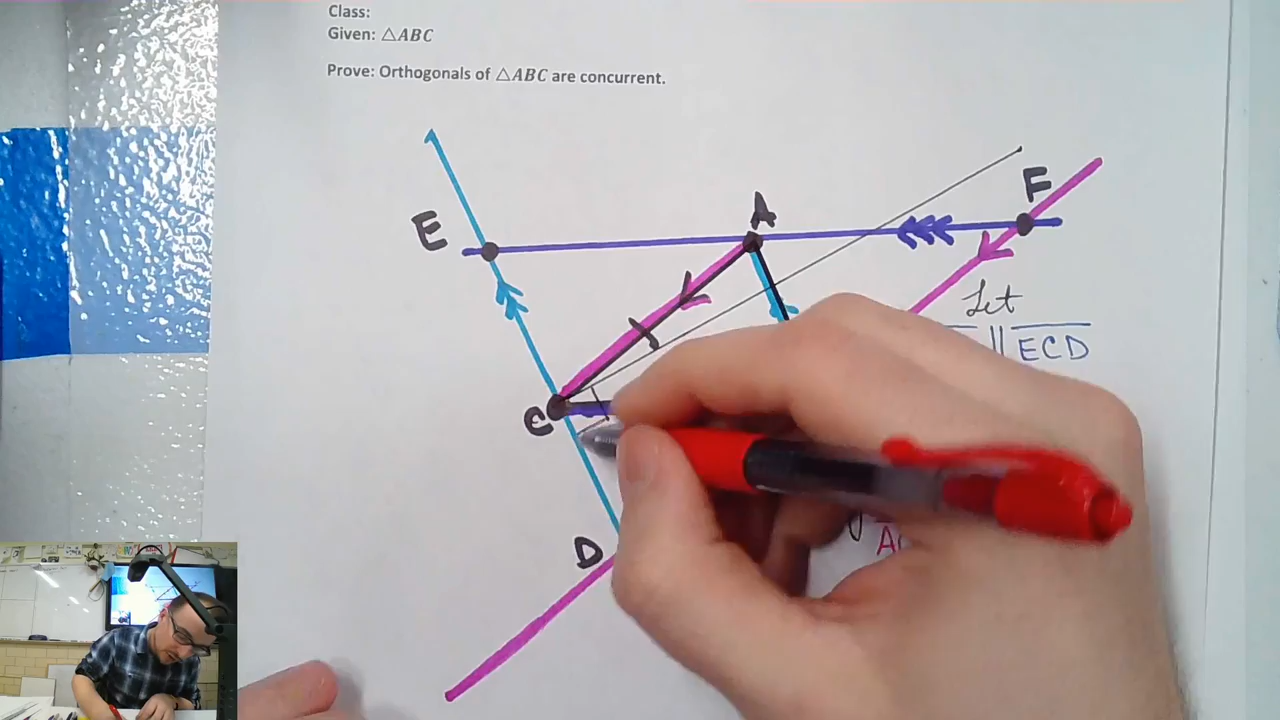 Class:
Given: △ABC
Prove: Orthogonals of △ABC are concurrent.
A
F
E
Let
|| ECD
C
D